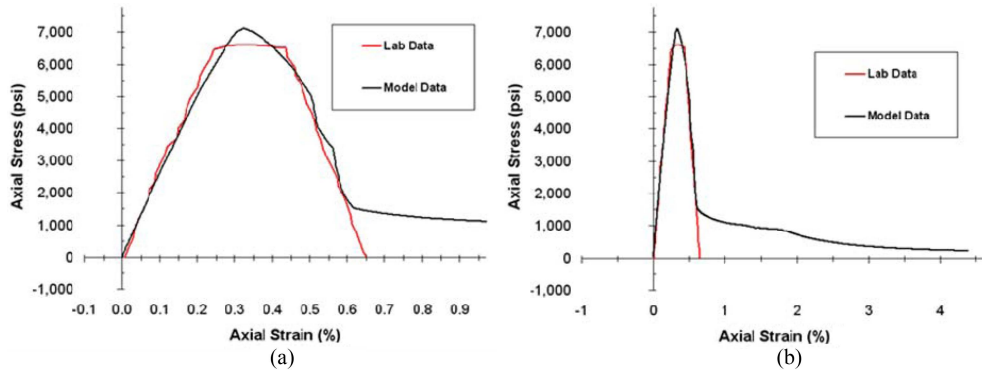 7,000
6,000
5,000
4,000
3,000
2,000
1,000
0
-1,000
Axial Stress (psi)
Lab Data
Model Data
-0.1 0.0 0.1 0.2 0.3 0.4 0.5 0.6 0.7 0.8 0.9
Axial Strain (%)
(a)
7,000
6,000
5,000
4,000
3,000
2,000
1,000
0
-1,000
Axial Stress (psi)
Lab Data
Model Data
-1 0 1 2 3 4
Axial Strain (%)
(b)